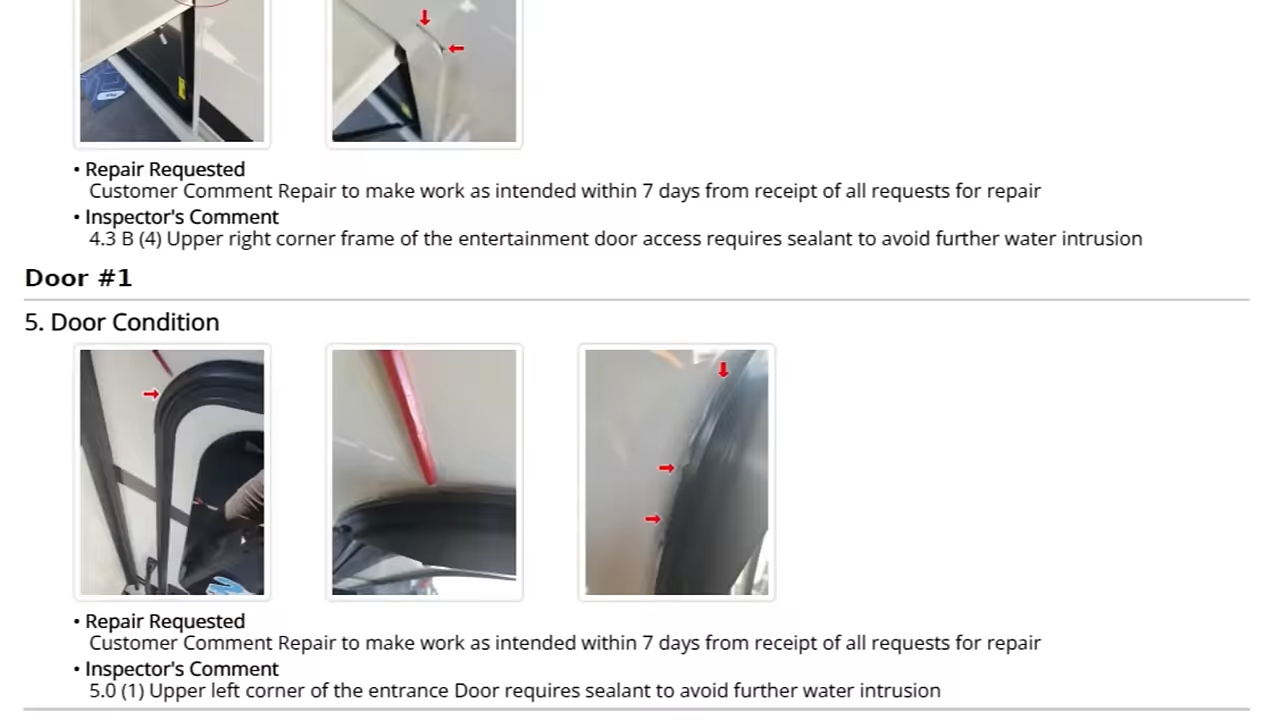 • Repair Requested
Customer Comment Repair to make work as intended within 7 days from receipt of all requests for repair
• Inspector's Comment
4.3 B (4) Upper right corner frame of the entertainment door access requires sealant to avoid further water intrusion
Door #1
5. Door Condition
• Repair Requested
Customer Comment Repair to make work as intended within 7 days from receipt of all requests for repair
• Inspector's Comment
5.0 (1) Upper left corner of the entrance Door requires sealant to avoid further water intrusion